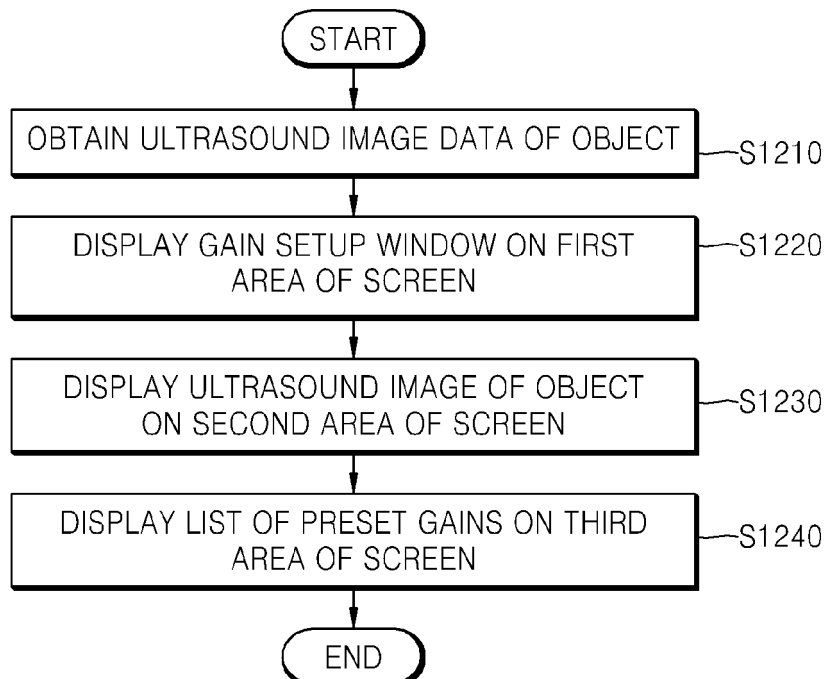 START
OBTAIN ULTRASOUND IMAGE DATA OF OBJECT
S1210
DISPLAY GAIN SETUP WINDOW ON FIRST
AREA OF SCREEN
S1220
DISPLAY ULTRASOUND IMAGE OF OBJECT
ON SECOND AREA OF SCREEN
S1230
DISPLAY LIST OF PRESET GAINS ON THIRD
AREA OF SCREEN
S1240
END